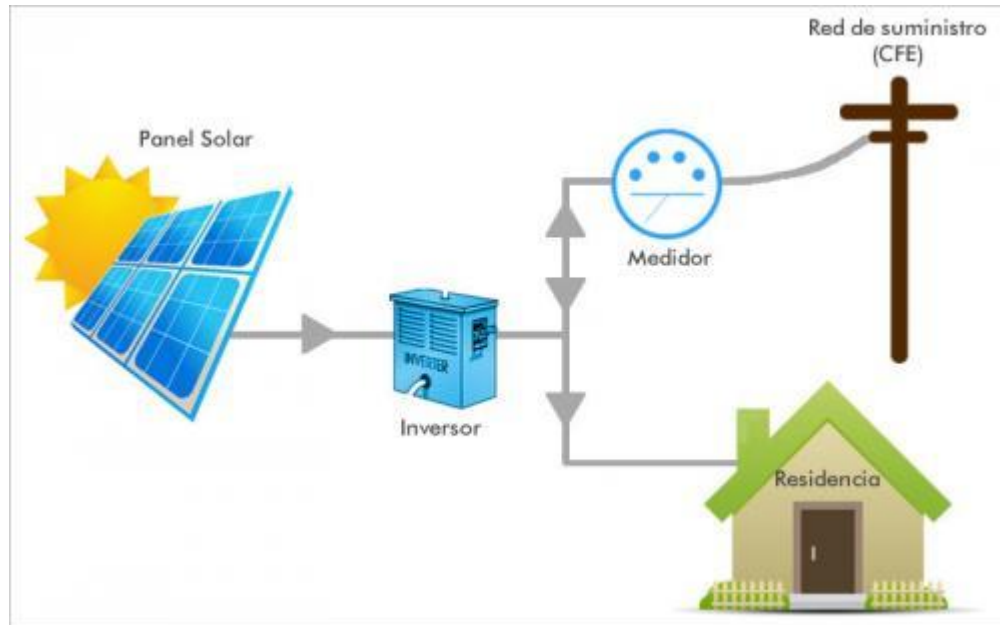 Red de suministro
(CFE)
Panel Solar
Medidor
INVERTER
Inversor
Residencia